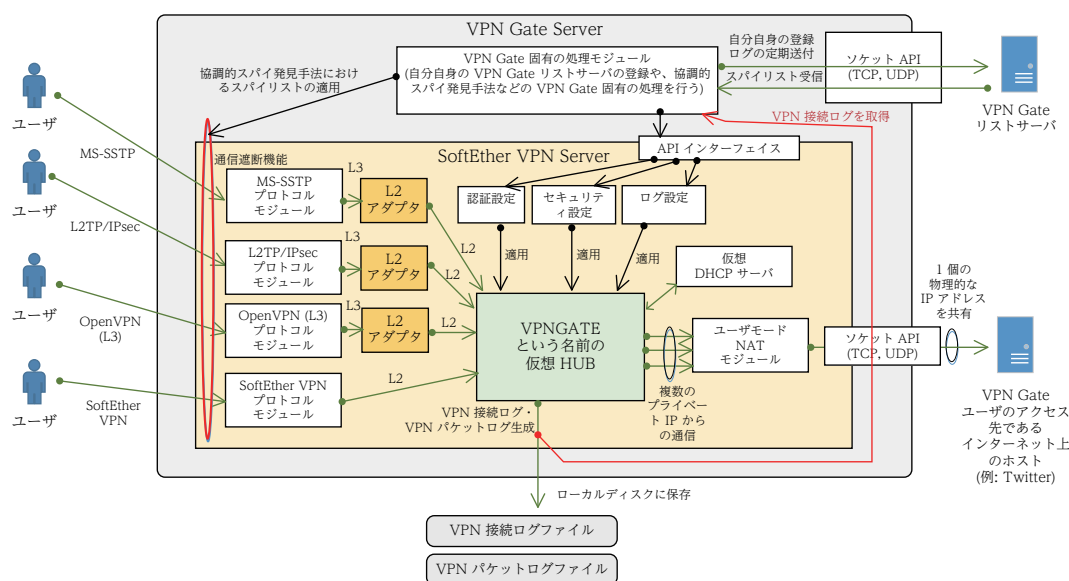 VPN Gate Server
VPN Gate 固有の処理モジュール
(自分自身の VPN Gate リストサーバの登録や、協調的
スパイ発見手法などの VPN Gate 固有の処理を行う)
自分自身の登録
ログの定期送付
スパイリスト受信
ソケット API
(TCP, UDP)
VPN Gate
リストサーバ
協調的スパイ発見手法におけ
るスパイリストの適用
VPN 接続ログを取得
ユーザ
MS-SSTP
ユーザ
L2TP/IPsec
ユーザ
OpenVPN
(L3)
ユーザ
SoftEther
VPN
SoftEther VPN Server
API インターフェイス
通信遮断機能
MS-SSTP
プロトコル
モジュール
L3
L2
アダプタ
L2
L2TP/IPsec
プロトコル
モジュール
L3
L2
アダプタ
L2
OpenVPN (L3)
プロトコル
モジュール
L3
L2
アダプタ
L2
SoftEther VPN
プロトコル
モジュール
L2
認証設定
セキュリ
ティ設定
ログ設定
適用
適用
適用
仮想
DHCP サーバ
VPNGATE
という名前の
仮想 HUB
ユーザモード
NAT
モジュール
複数の
プライベー
ト IP から
の通信
ソケット API
(TCP, UDP)
1 個の
物理的な
IP アドレス
を共有
VPN Gate
ユーザのアクセス
先である
インターネット上
のホスト
(例: Twitter)
VPN 接続ログ・
VPN パケットログ生成
ローカルディスクに保存
VPN 接続ログファイル
VPN パケットログファイル